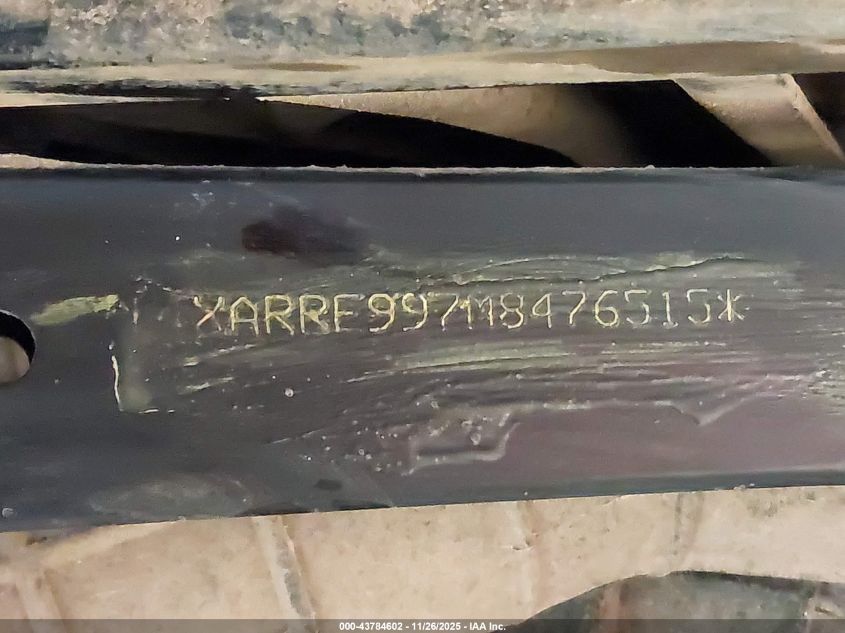 XARRE997M8476515*
000-43784602 - 11/26/2025 - IAA Inc.